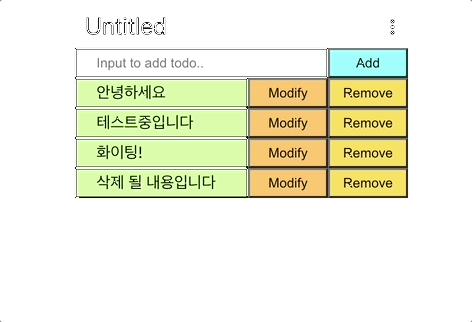 Untitled
Input to add todo.. Add
안녕하세요 Modify Remove
테스트중입니다 Modify Remove
화이팅! Modify Remove
삭제 될 내용입니다 Modify Remove